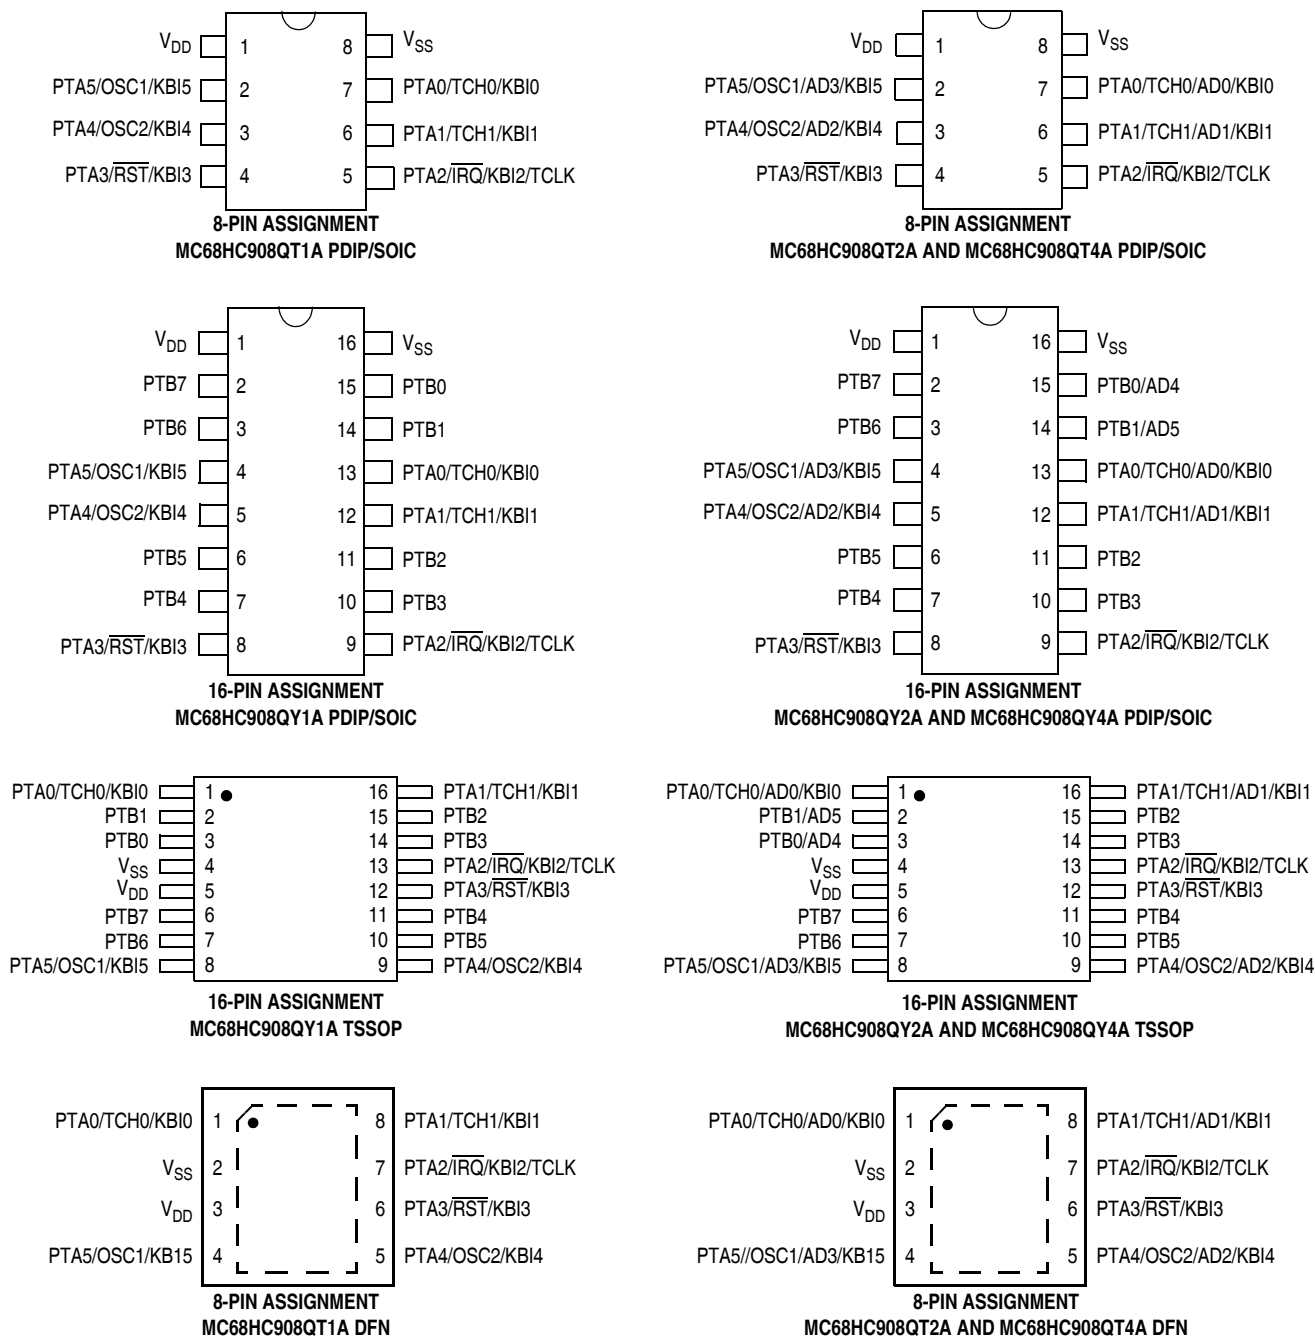 V_DD 1 8 V_SS
PTA5/OSC1/KBI5 2 7 PTA0/TCH0/KBI0
PTA4/OSC2/KBI4 3 6 PTA1/TCH1/KBI1
PTA3/R̅S̅T̅/KBI3 4 5 PTA2/I̅R̅Q̅/KBI2/TCLK
8-PIN ASSIGNMENT
MC68HC908QT1A PDIP/SOIC
V_DD 1 8 V_SS
PTA5/OSC1/AD3/KBI5 2 7 PTA0/TCH0/AD0/KBI0
PTA4/OSC2/AD2/KBI4 3 6 PTA1/TCH1/AD1/KBI1
PTA3/R̅S̅T̅/KBI3 4 5 PTA2/I̅R̅Q̅/KBI2/TCLK
8-PIN ASSIGNMENT
MC68HC908QT2A AND MC68HC908QT4A PDIP/SOIC
V_DD 1 16 V_SS
PTB7 2 15 PTB0
PTB6 3 14 PTB1
PTA5/OSC1/KBI5 4 13 PTA0/TCH0/KBI0
PTA4/OSC2/KBI4 5 12 PTA1/TCH1/KBI1
PTB5 6 11 PTB2
PTB4 7 10 PTB3
PTA3/R̅S̅T̅/KBI3 8 9 PTA2/I̅R̅Q̅/KBI2/TCLK
16-PIN ASSIGNMENT
MC68HC908QY1A PDIP/SOIC
V_DD 1 16 V_SS
PTB7 2 15 PTB0/AD4
PTB6 3 14 PTB1/AD5
PTA5/OSC1/AD3/KBI5 4 13 PTA0/TCH0/AD0/KBI0
PTA4/OSC2/AD2/KBI4 5 12 PTA1/TCH1/AD1/KBI1
PTB5 6 11 PTB2
PTB4 7 10 PTB3
PTA3/R̅S̅T̅/KBI3 8 9 PTA2/I̅R̅Q̅/KBI2/TCLK
16-PIN ASSIGNMENT
MC68HC908QY2A AND MC68HC908QY4A PDIP/SOIC
PTA0/TCH0/KBI0 1 16 PTA1/TCH1/KBI1
PTB1 2 15 PTB2
PTB0 3 14 PTB3
V_SS 4 13 PTA2/I̅R̅Q̅/KBI2/TCLK
V_DD 5 12 PTA3/R̅S̅T̅/KBI3
PTB7 6 11 PTB4
PTB6 7 10 PTB5
PTA5/OSC1/KBI5 8 9 PTA4/OSC2/KBI4
16-PIN ASSIGNMENT
MC68HC908QY1A TSSOP
PTA0/TCH0/AD0/KBI0 1 16 PTA1/TCH1/AD1/KBI1
PTB1/AD5 2 15 PTB2
PTB0/AD4 3 14 PTB3
V_SS 4 13 PTA2/I̅R̅Q̅/KBI2/TCLK
V_DD 5 12 PTA3/R̅S̅T̅/KBI3
PTB7 6 11 PTB4
PTB6 7 10 PTB5
PTA5/OSC1/AD3/KBI5 8 9 PTA4/OSC2/AD2/KBI4
16-PIN ASSIGNMENT
MC68HC908QY2A AND MC68HC908QY4A TSSOP
PTA0/TCH0/KBI0 1 8 PTA1/TCH1/KBI1
V_SS 2 7 PTA2/I̅R̅Q̅/KBI2/TCLK
V_DD 3 6 PTA3/R̅S̅T̅/KBI3
PTA5/OSC1/KB15 4 5 PTA4/OSC2/KBI4
8-PIN ASSIGNMENT
MC68HC908QT1A DFN
PTA0/TCH0/AD0/KBI0 1 8 PTA1/TCH1/AD1/KBI1
V_SS 2 7 PTA2/I̅R̅Q̅/KBI2/TCLK
V_DD 3 6 PTA3/R̅S̅T̅/KBI3
PTA5//OSC1/AD3/KB15 4 5 PTA4/OSC2/AD2/KBI4
8-PIN ASSIGNMENT
MC68HC908QT2A AND MC68HC908QT4A DFN